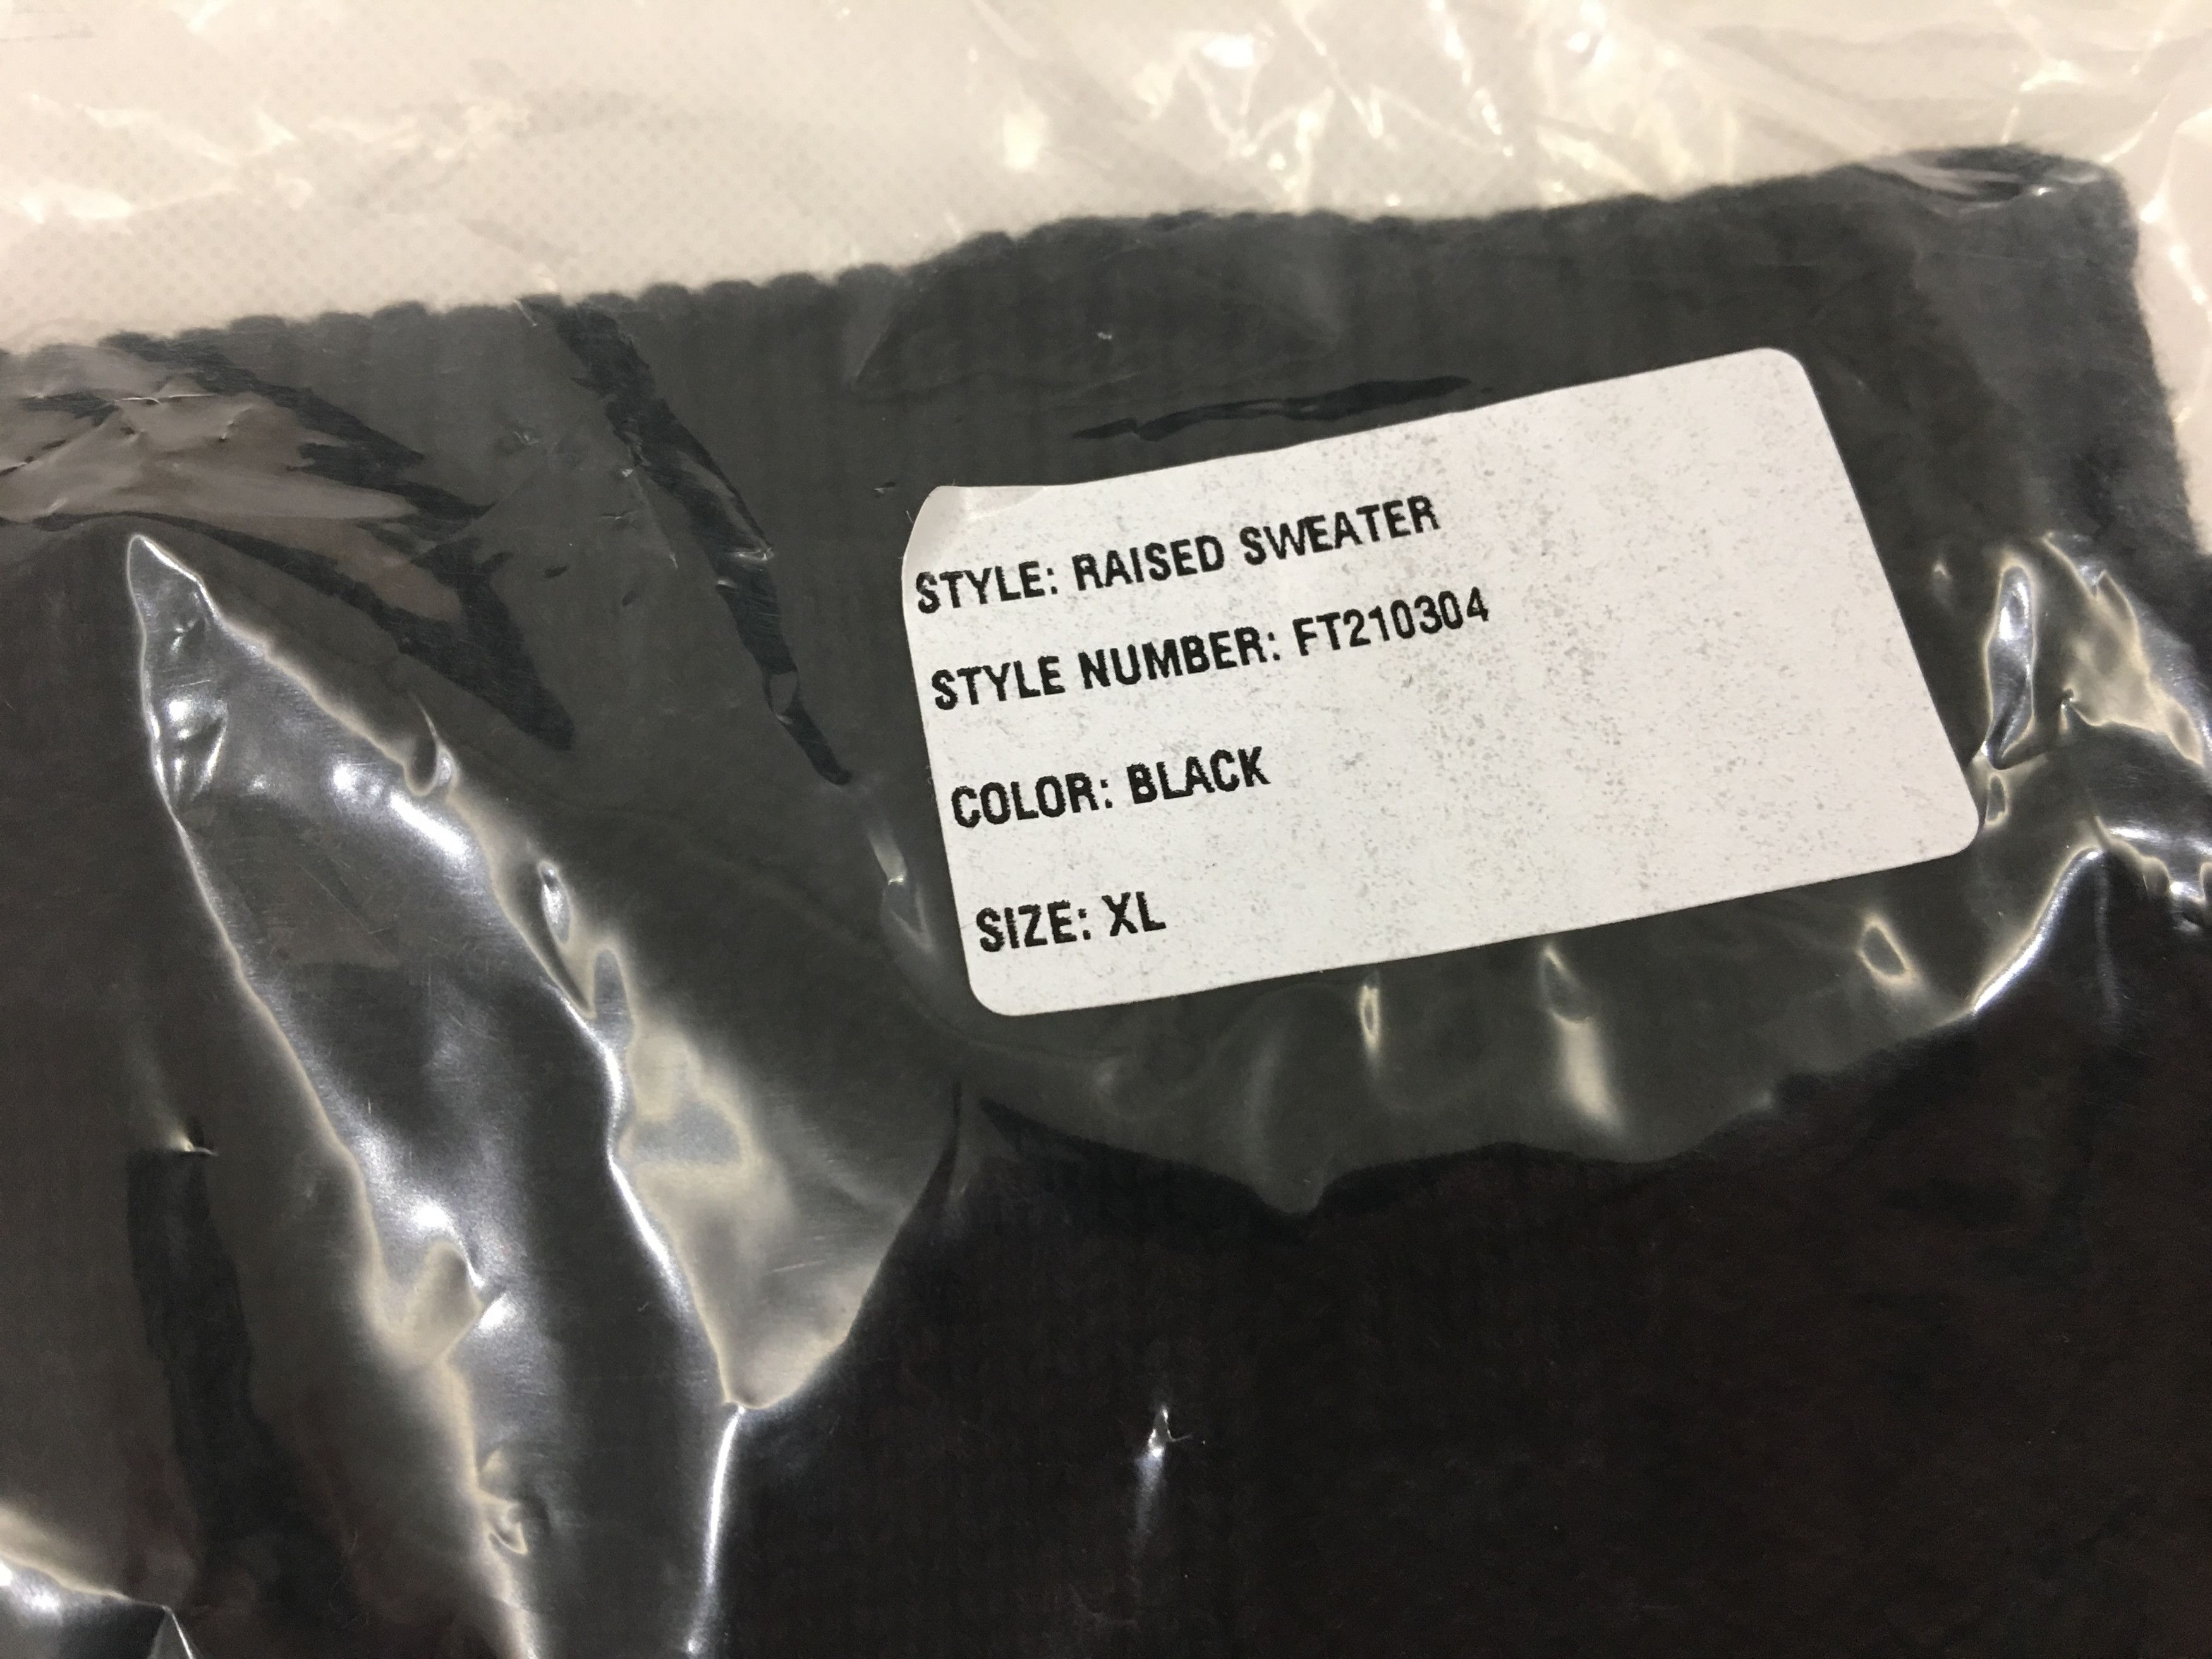 STYLE: RAISED SWEATER
STYLE NUMBER: FT210304
COLOR: BLACK
SIZE: XL